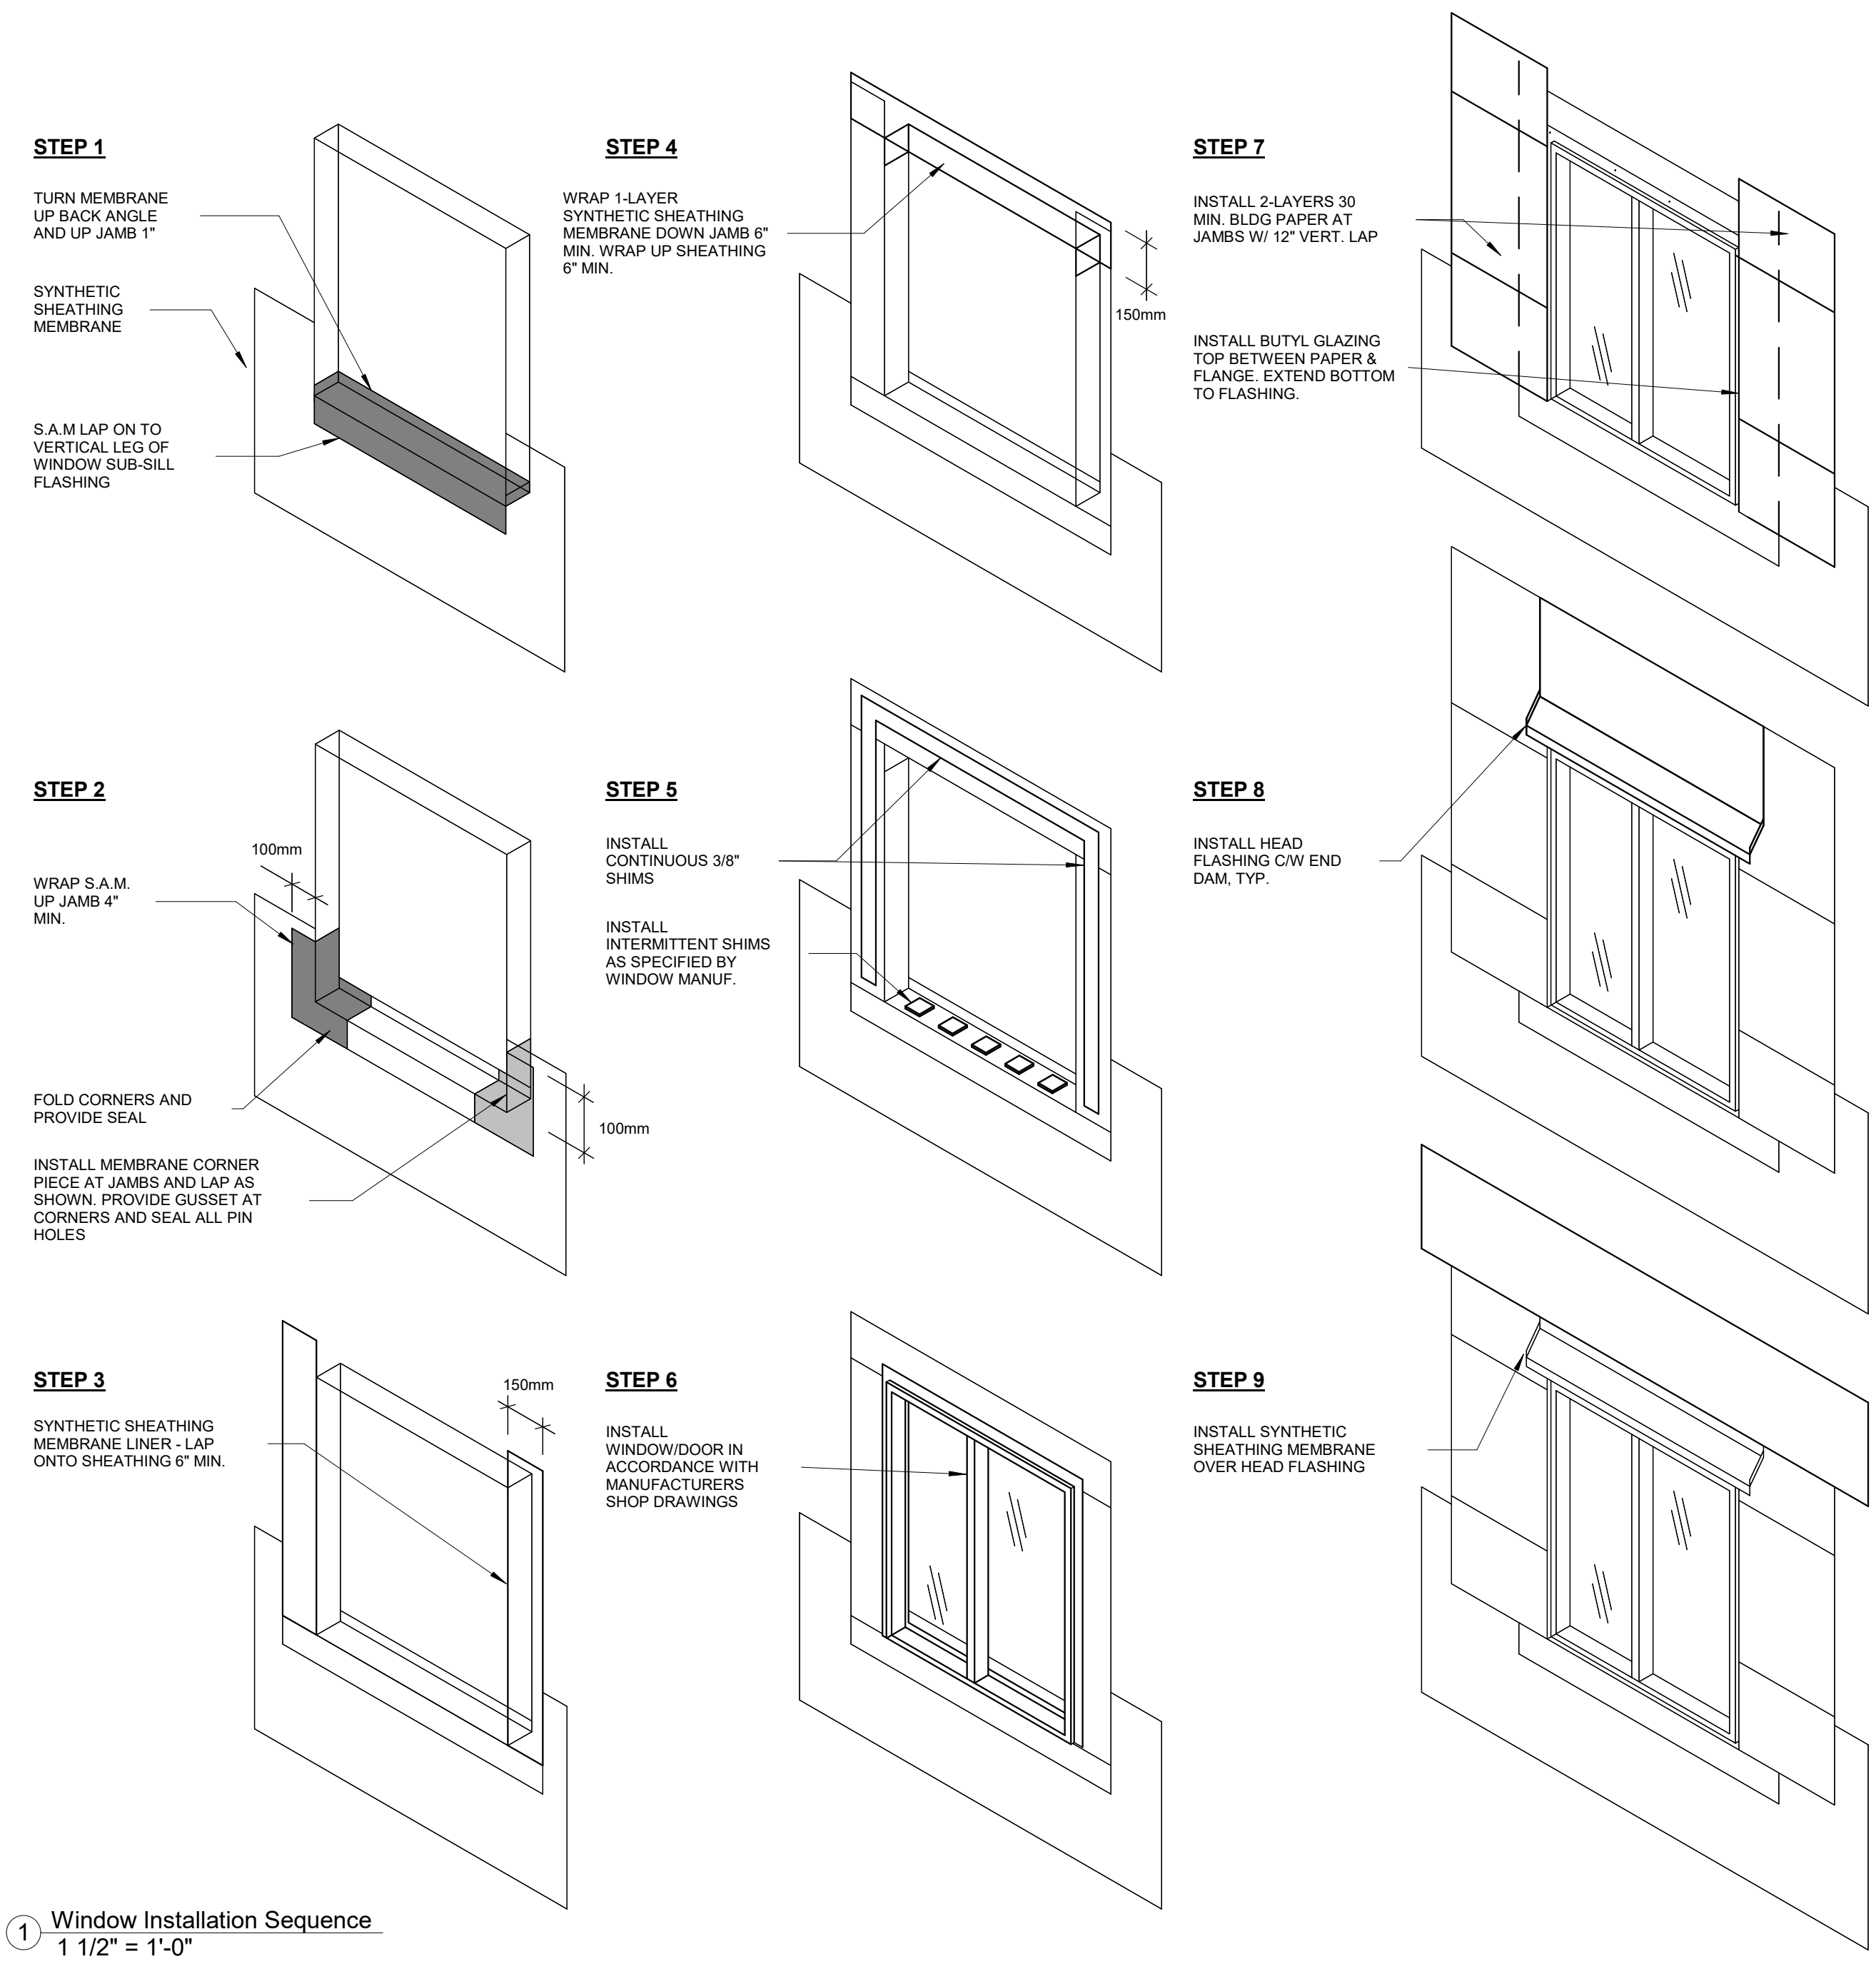 STEP 1
TURN MEMBRANE
UP BACK ANGLE
AND UP JAMB 1"
SYNTHETIC
SHEATHING
MEMBRANE
S.A.M LAP ON TO
VERTICAL LEG OF
WINDOW SUB-SILL
FLASHING
STEP 2
100mm
WRAP S.A.M.
UP JAMB 4"
MIN.
FOLD CORNERS AND
PROVIDE SEAL
100mm
INSTALL MEMBRANE CORNER
PIECE AT JAMBS AND LAP AS
SHOWN. PROVIDE GUSSET AT
CORNERS AND SEAL ALL PIN
HOLES
STEP 3
150mm
SYNTHETIC SHEATHING
MEMBRANE LINER - LAP
ONTO SHEATHING 6" MIN.
STEP 4
WRAP 1-LAYER
SYNTHETIC SHEATHING
MEMBRANE DOWN JAMB 6"
MIN. WRAP UP SHEATHING
6" MIN.
150mm
STEP 5
INSTALL
CONTINUOUS 3/8"
SHIMS
INSTALL
INTERMITTENT SHIMS
AS SPECIFIED BY
WINDOW MANUF.
STEP 6
INSTALL
WINDOW/DOOR IN
ACCORDANCE WITH
MANUFACTURERS
SHOP DRAWINGS
STEP 7
INSTALL 2-LAYERS 30
MIN. BLDG PAPER AT
JAMBS W/ 12" VERT. LAP
INSTALL BUTYL GLAZING
TOP BETWEEN PAPER &
FLANGE. EXTEND BOTTOM
TO FLASHING.
STEP 8
INSTALL HEAD
FLASHING C/W END
DAM, TYP.
STEP 9
INSTALL SYNTHETIC
SHEATHING MEMBRANE
OVER HEAD FLASHING
1
Window Installation Sequence
1 1/2" = 1'-0"